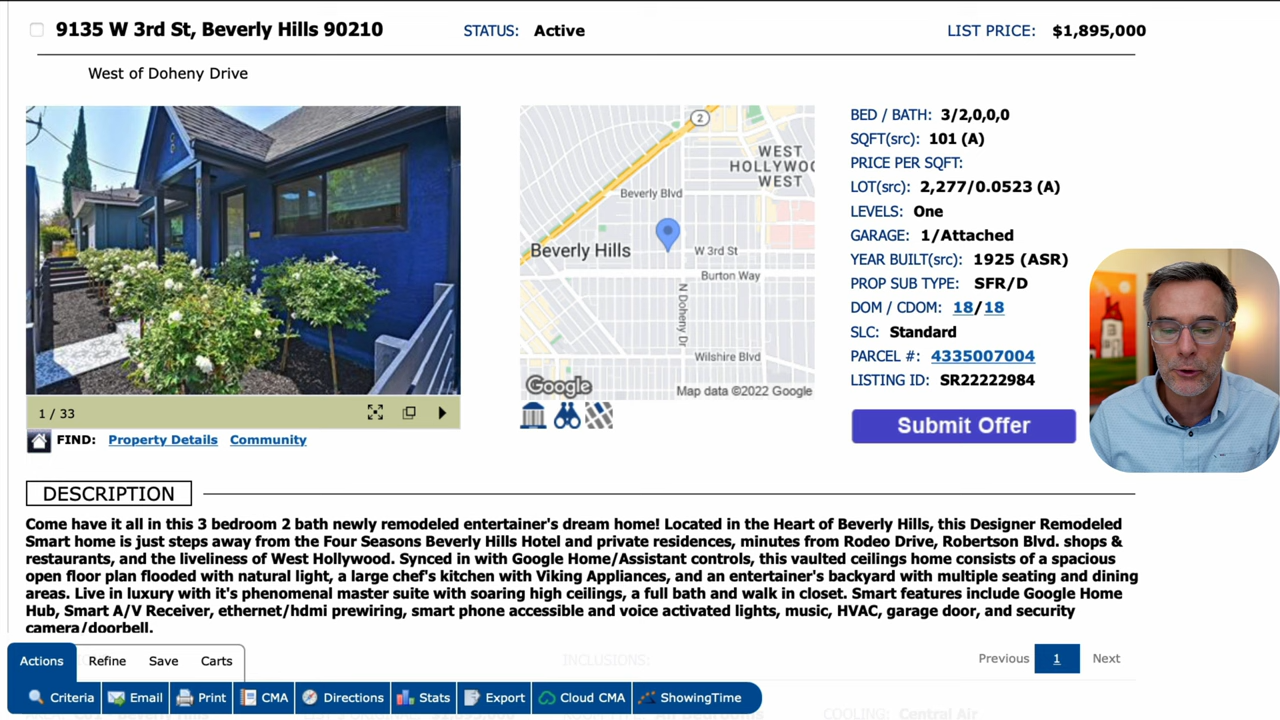 9135 W 3rd St, Beverly Hills 90210 STATUS: Active LIST PRICE: $1,895,000
West of Doheny Drive
2
WEST
HOLLYWOO
WEST
Beverly Blvd
Beverly Hills
W 3rd St
Burton Way
N Doheny Dr
Wilshire Blvd
Google
Map data ©2022 Google
BED / BATH: 3/2,0,0,0
SQFT(src): 101 (A)
PRICE PER SQFT:
LOT(src): 2,277/0.0523 (A)
LEVELS: One
GARAGE: 1/Attached
YEAR BUILT(src): 1925 (ASR)
PROP SUB TYPE: SFR/D
DOM / CDOM: 18/18
SLC: Standard
PARCEL #: 4335007004
LISTING ID: SR22222984
Submit Offer
1 / 33
FIND: Property Details Community
DESCRIPTION
Come have it all in this 3 bedroom 2 bath newly remodeled entertainer's dream home! Located in the Heart of Beverly Hills, this Designer Remodeled
Smart home is just steps away from the Four Seasons Beverly Hills Hotel and private residences, minutes from Rodeo Drive, Robertson Blvd. shops &
restaurants, and the liveliness of West Hollywood. Synced in with Google Home/Assistant controls, this vaulted ceilings home consists of a spacious
open floor plan flooded with natural light, a large chef's kitchen with Viking Appliances, and an entertainer's backyard with multiple seating and dining
areas. Live in luxury with it's phenomenal master suite with soaring high ceilings, a full bath and walk in closet. Smart features include Google Home
Hub, Smart A/V Receiver, ethernet/hdmi prewiring, smart phone accessible and voice activated lights, music, HVAC, garage door, and security
camera/doorbell.
Actions Refine Save Carts INCLUSIONS: Previous 1 Next
Criteria Email Print CMA Directions Stats Export Cloud CMA ShowingTime
COOLING: Central Air